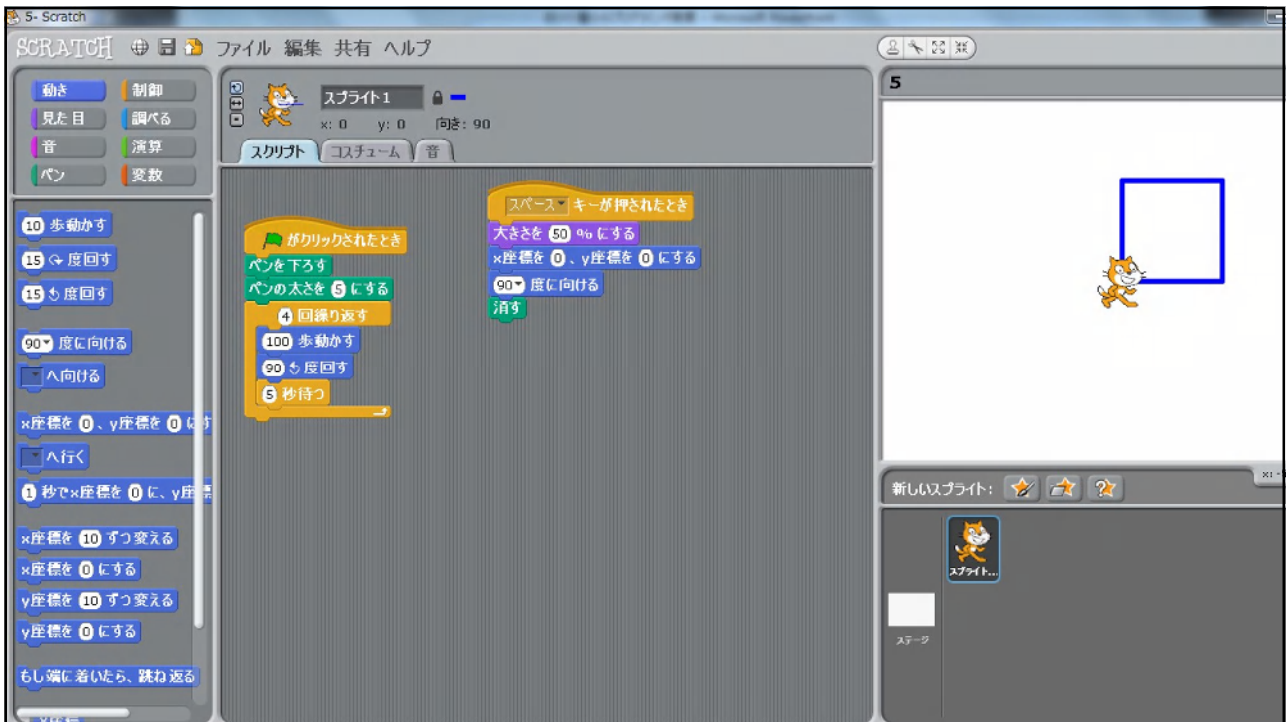 5- Scratch
SCRATCH ファイル 編集 共有 ヘルプ
動き 制御
見た目 調べる
音 演算
ペン 変数
スプライト1
x: 0 y: 0 向き: 90
スクリプト コスチューム 音
10 歩動かす
15 度回す
15 度回す
90 度に向ける
へ向ける
x座標を 0 、y座標を 0 にす
へ行く
1 秒でx座標を 0 に、y座標
x座標を 10 ずつ変える
x座標を 0 にする
y座標を 10 ずつ変える
y座標を 0 にする
もし端に着いたら、跳ね返る
がクリックされたとき
ペンを下ろす
ペンの太さを 5 にする
4 回繰り返す
100 歩動かす
90 度回す
5 秒待つ
スペース キーが押されたとき
大きさを 50 % にする
x座標を 0 、y座標を 0 にする
90 度に向ける
消す
5
新しいスプライト:
スプライト...
ステージ